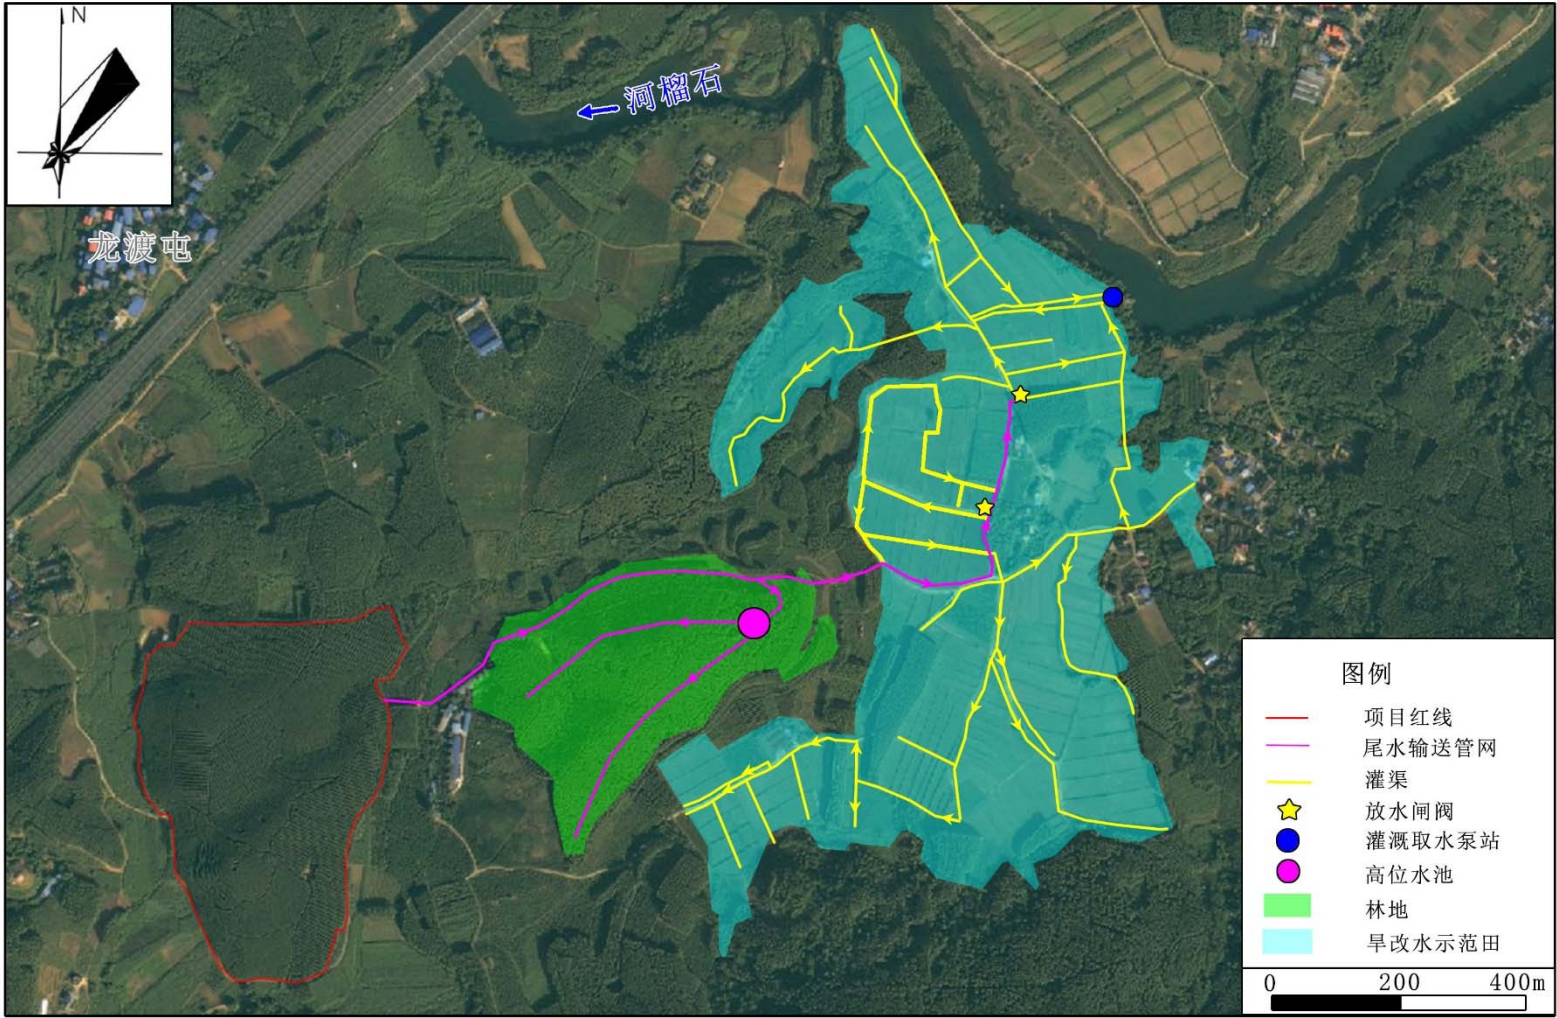 N
河榴石
龙渡屯
图例
项目红线
尾水输送管网
灌渠
放水闸阀
灌溉取水泵站
高位水池
林地
旱改水示范田
0 200 400m